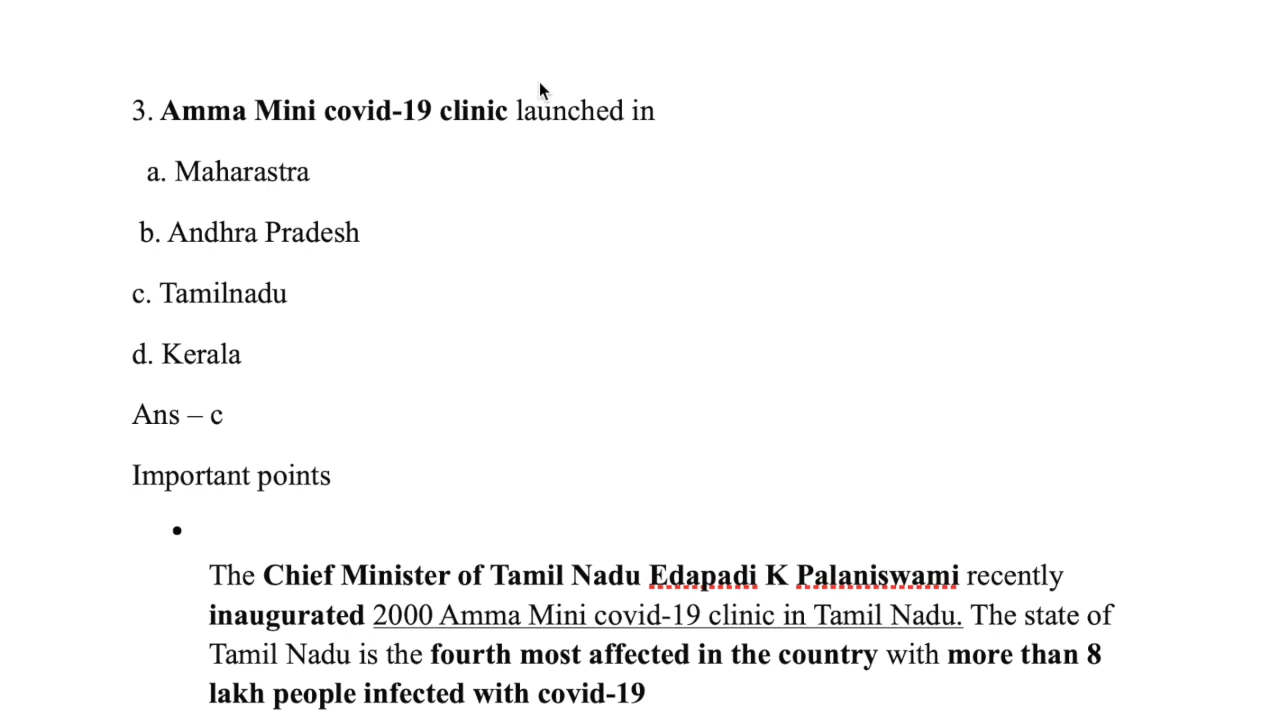 3. Amma Mini covid-19 clinic launched in
a. Maharastra
b. Andhra Pradesh
c. Tamilnadu
d. Kerala
Ans – c
Important points
•
The Chief Minister of Tamil Nadu Edapadi K Palaniswami recently
inaugurated 2000 Amma Mini covid-19 clinic in Tamil Nadu. The state of
Tamil Nadu is the fourth most affected in the country with more than 8
lakh people infected with covid-19